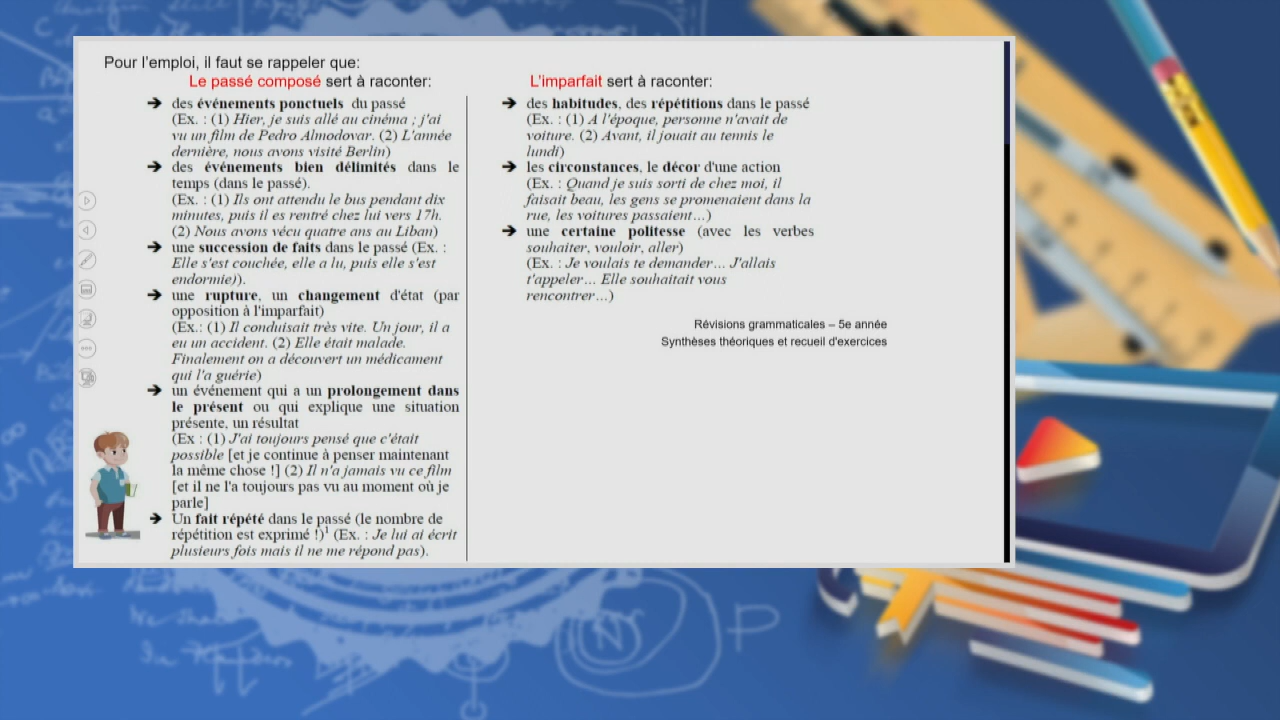 Pour l'emploi, il faut se rappeler que:
Le passé composé sert à raconter:
➔ des événements ponctuels du passé
(Ex. : (1) Hier, je suis allé au cinéma ; j'ai
vu un film de Pedro Almodovar. (2) L'année
dernière, nous avons visité Berlin)
➔ des événements bien délimités dans le
temps (dans le passé).
(Ex. : (1) Ils ont attendu le bus pendant dix
minutes, puis il es rentré chez lui vers 17h.
(2) Nous avons vécu quatre ans au Liban)
➔ une succession de faits dans le passé (Ex. :
Elle s'est couchée, elle a lu, puis elle s'est
endormie)).
➔ une rupture, un changement d'état (par
opposition à l'imparfait)
(Ex.: (1) Il conduisait très vite. Un jour, il a
eu un accident. (2) Elle était malade.
Finalement on a découvert un médicament
qui l'a guérie)
➔ un événement qui a un prolongement dans
le présent ou qui explique une situation
présente, un résultat
(Ex : (1) J'ai toujours pensé que c'était
possible [et je continue à penser maintenant
la même chose !] (2) Il n'a jamais vu ce film
[et il ne l'a toujours pas vu au moment où je
parle]
➔ Un fait répété dans le passé (le nombre de
répétition est exprimé !)¹ (Ex. : Je lui ai écrit
plusieurs fois mais il ne me répond pas).
L'imparfait sert à raconter:
➔ des habitudes, des répétitions dans le passé
(Ex. : (1) A l'époque, personne n'avait de
voiture. (2) Avant, il jouait au tennis le
lundi)
➔ les circonstances, le décor d'une action
(Ex. : Quand je suis sorti de chez moi, il
faisait beau, les gens se promenaient dans la
rue, les voitures passaient…)
➔ une certaine politesse (avec les verbes
souhaiter, vouloir, aller)
(Ex. : Je voulais te demander… J'allais
t'appeler… Elle souhaitait vous
rencontrer…)
Révisions grammaticales – 5e année
Synthèses théoriques et recueil d'exercices
P